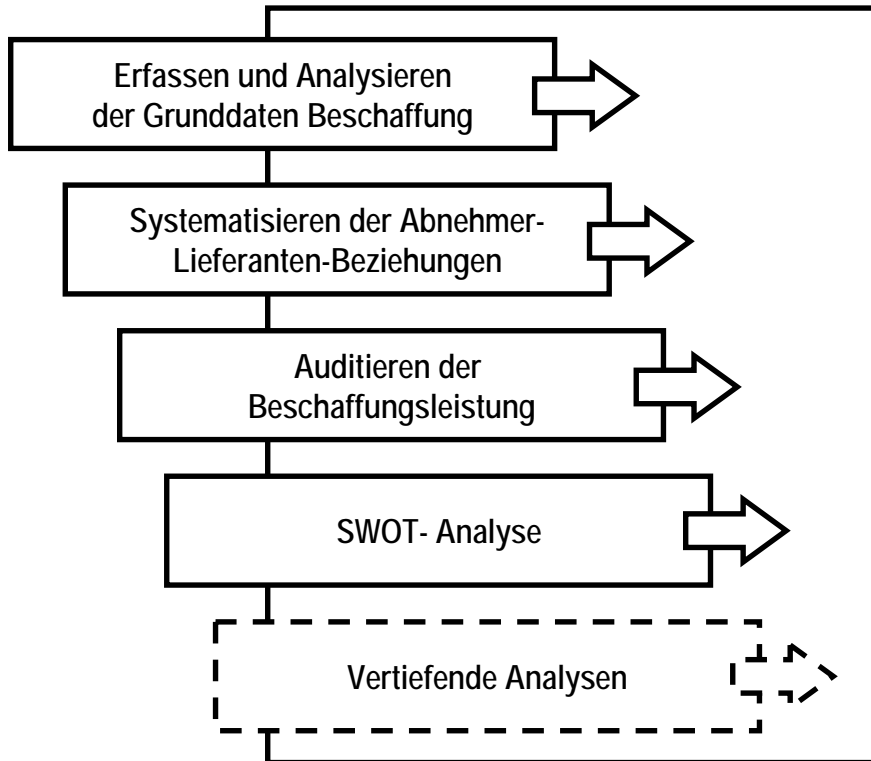 Erfassen und Analysieren
der Grunddaten Beschaffung
Systematisieren der Abnehmer-
Lieferanten-Beziehungen
Auditieren der
Beschaffungsleistung
SWOT- Analyse
Vertiefende Analysen